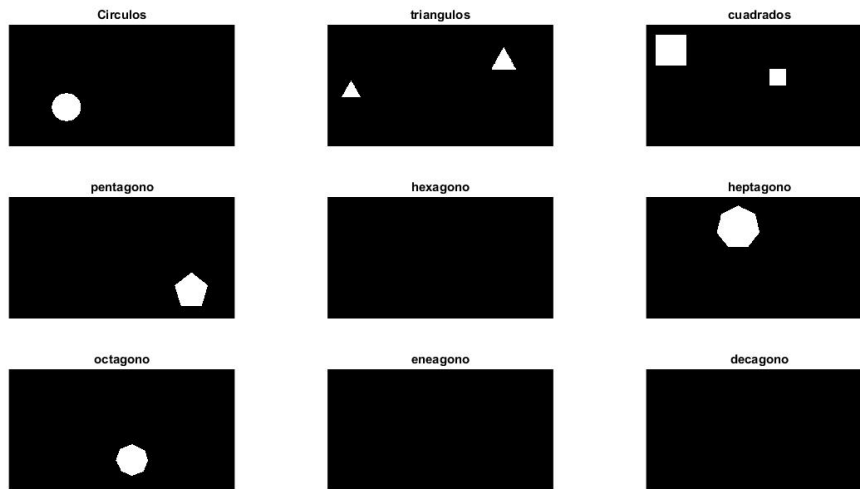 Circulos
triangulos
cuadrados
pentagono
hexagono
heptagono
octagono
eneagono
decagono